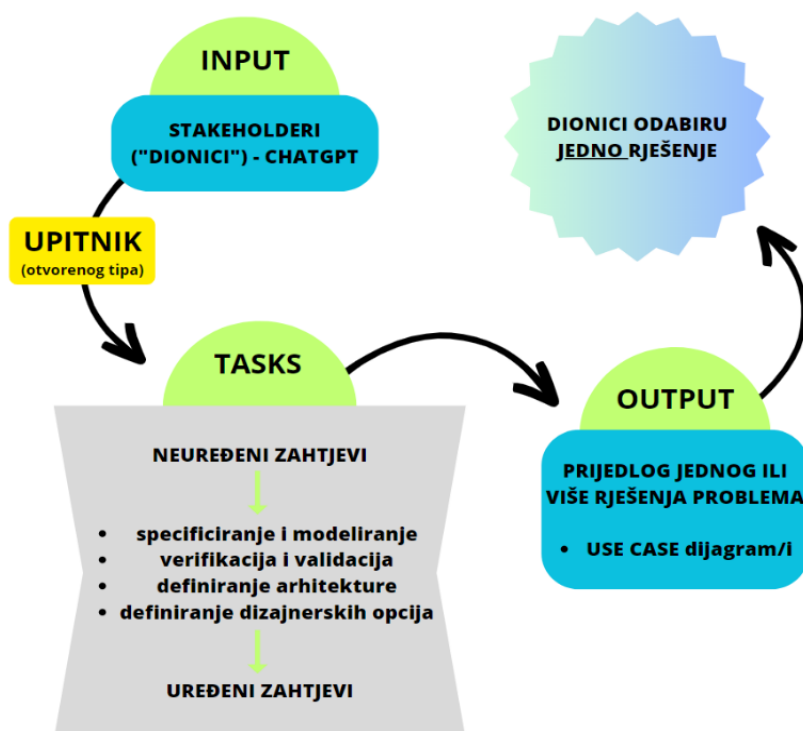 INPUT
STAKEHOLDERI
("DIONICI") - CHATGPT
UPITNIK
(otvorenog tipa)
TASKS
NEUREĐENI ZAHTJEVI
• specificiranje i modeliranje
• verifikacija i validacija
• definiranje arhitekture
• definiranje dizajnerskih opcija
UREĐENI ZAHTJEVI
OUTPUT
PRIJEDLOG JEDNOG ILI
VIŠE RJEŠENJA PROBLEMA
• USE CASE dijagram/i
DIONICI ODABIRU
JEDNO RJEŠENJE